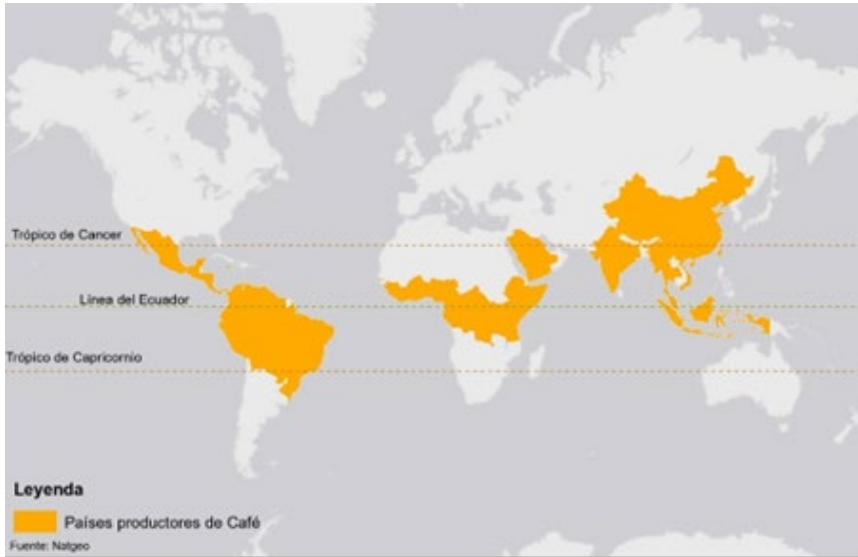 Trópico de Cancer
Línea del Ecuador
Trópico de Capricornio
Leyenda
Países productores de Café
Fuente: Natgeo